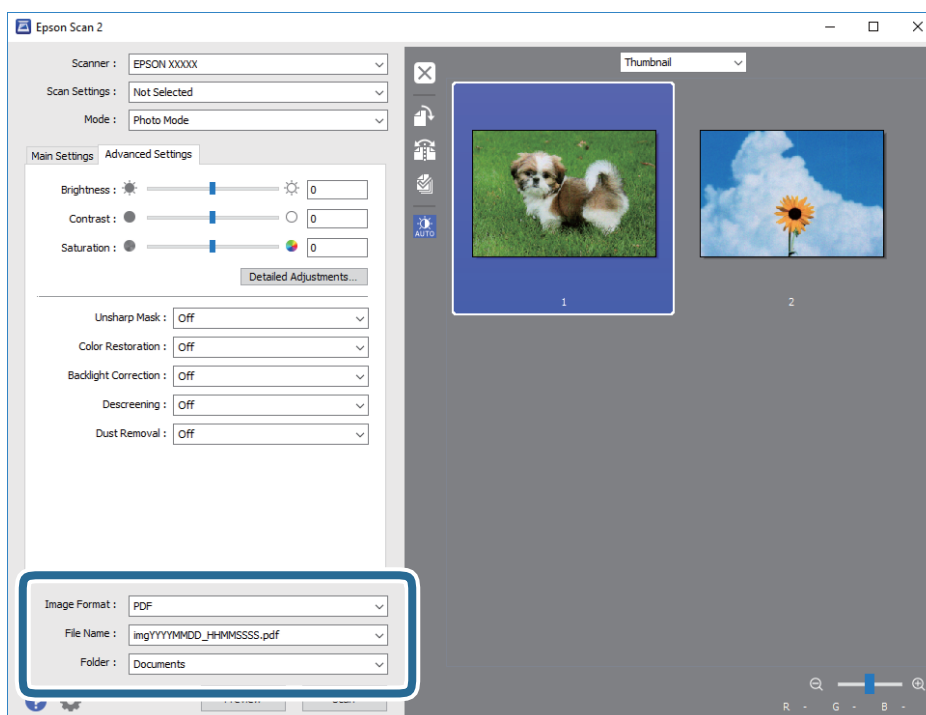 Epson Scan 2
Scanner : EPSON XXXXX
Scan Settings : Not Selected
Mode : Photo Mode
Main Settings Advanced Settings
Brightness : 0
Contrast : 0
Saturation : 0
Detailed Adjustments...
Unsharp Mask : Off
Color Restoration : Off
Backlight Correction : Off
Descreening : Off
Dust Removal : Off
Image Format : PDF
File Name : imgYYYYMMDD_HHMMSSSS.pdf
Folder : Documents
Thumbnail
AUTO
1 2
R - G - B -